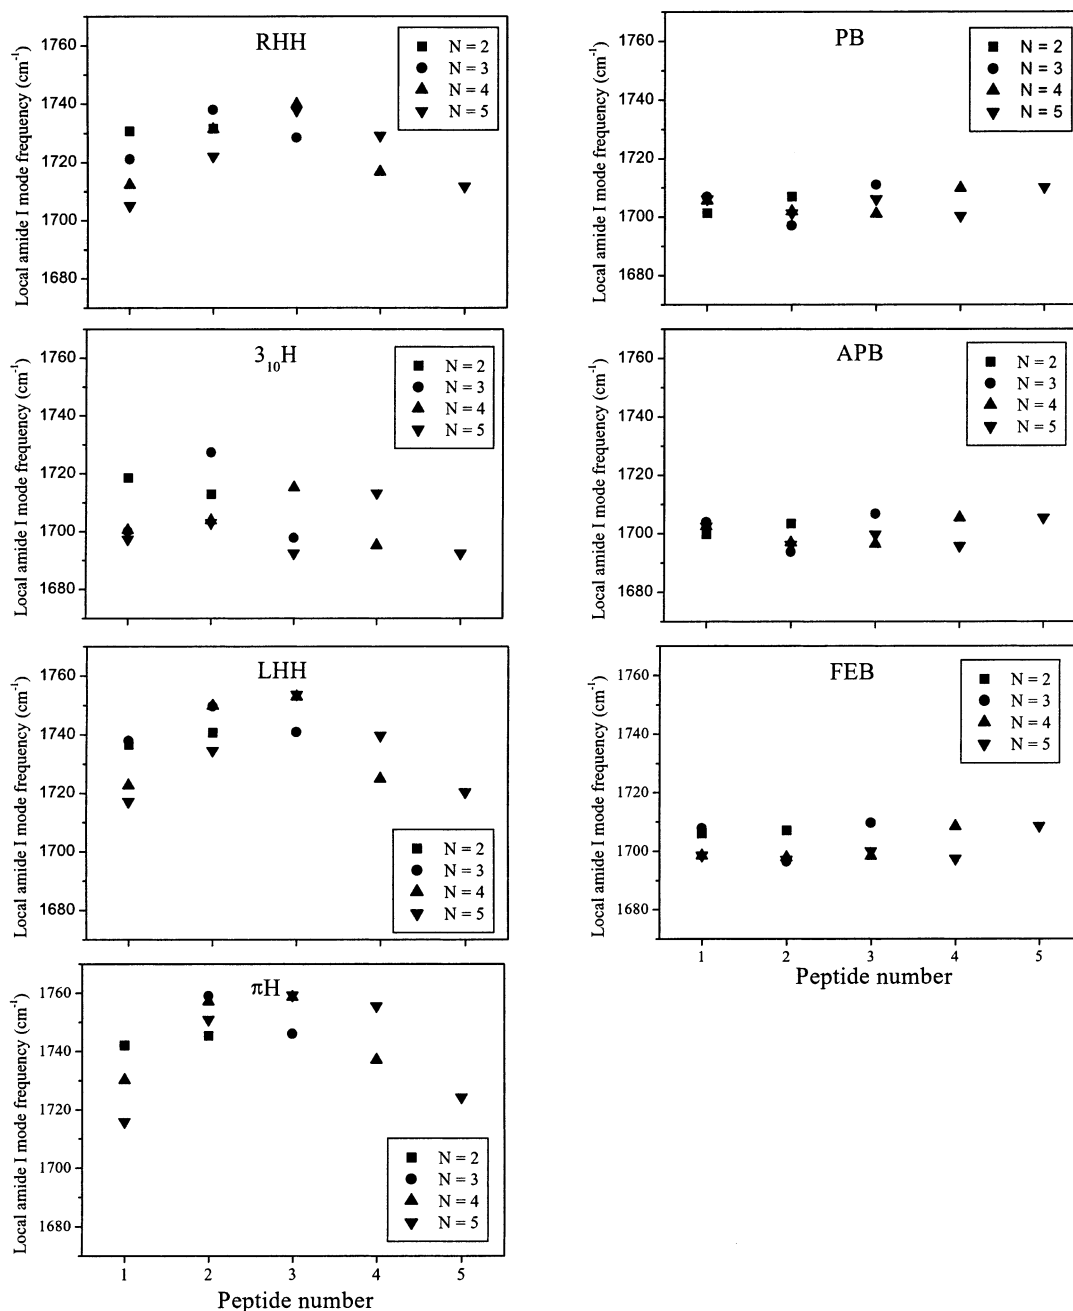 RHH
Local amide I mode frequency (cm⁻¹)
1760
1740
1720
1700
1680
N = 2
N = 3
N = 4
N = 5
PB
Local amide I mode frequency (cm⁻¹)
1760
1740
1720
1700
1680
N = 2
N = 3
N = 4
N = 5
3₁₀H
Local amide I mode frequency (cm⁻¹)
1760
1740
1720
1700
1680
N = 2
N = 3
N = 4
N = 5
APB
Local amide I mode frequency (cm⁻¹)
1760
1740
1720
1700
1680
N = 2
N = 3
N = 4
N = 5
LHH
Local amide I mode frequency (cm⁻¹)
1760
1740
1720
1700
1680
N = 2
N = 3
N = 4
N = 5
FEB
Local amide I mode frequency (cm⁻¹)
1760
1740
1720
1700
1680
N = 2
N = 3
N = 4
N = 5
1 2 3 4 5
Peptide number
πH
Local amide I mode frequency (cm⁻¹)
1760
1740
1720
1700
1680
N = 2
N = 3
N = 4
N = 5
1 2 3 4 5
Peptide number